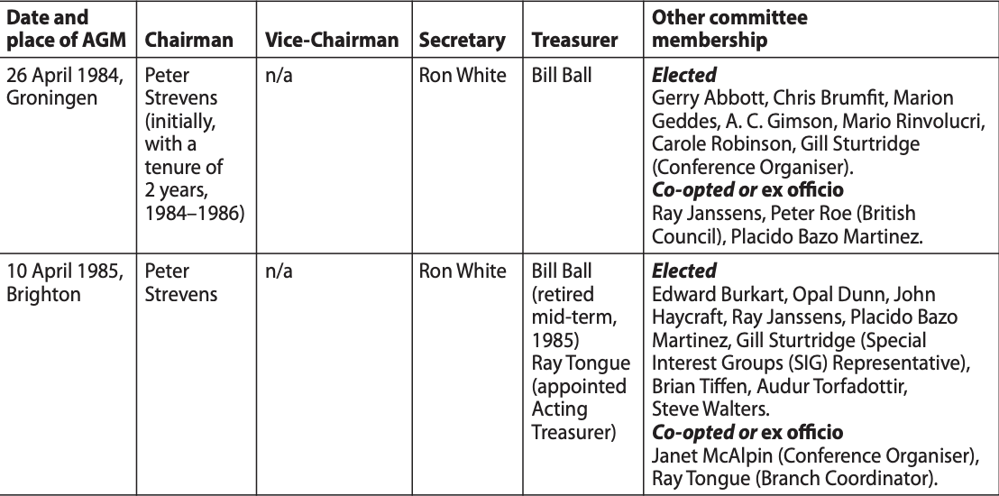 Date and place of AGM
Chairman
Vice-Chairman
Secretary
Treasurer
Other committee membership
26 April 1984,
Groningen
Peter
Strevens
(initially,
with a
tenure of
2 years,
1984–1986)
n/a
Ron White
Bill Ball
Elected
Gerry Abbott, Chris Brumfit, Marion
Geddes, A. C. Gimson, Mario Rinvolucri,
Carole Robinson, Gill Sturtridge
(Conference Organiser).
Co-opted or ex officio
Ray Janssens, Peter Roe (British
Council), Placido Bazo Martinez.
10 April 1985,
Brighton
Peter
Strevens
n/a
Ron White
Bill Ball
(retired
mid-term,
1985)
Ray Tongue
(appointed
Acting
Treasurer)
Elected
Edward Burkart, Opal Dunn, John
Haycraft, Ray Janssens, Placido Bazo
Martinez, Gill Sturtridge (Special
Interest Groups (SIG) Representative),
Brian Tiffen, Audur Torfadottir,
Steve Walters.
Co-opted or ex officio
Janet McAlpin (Conference Organiser),
Ray Tongue (Branch Coordinator).